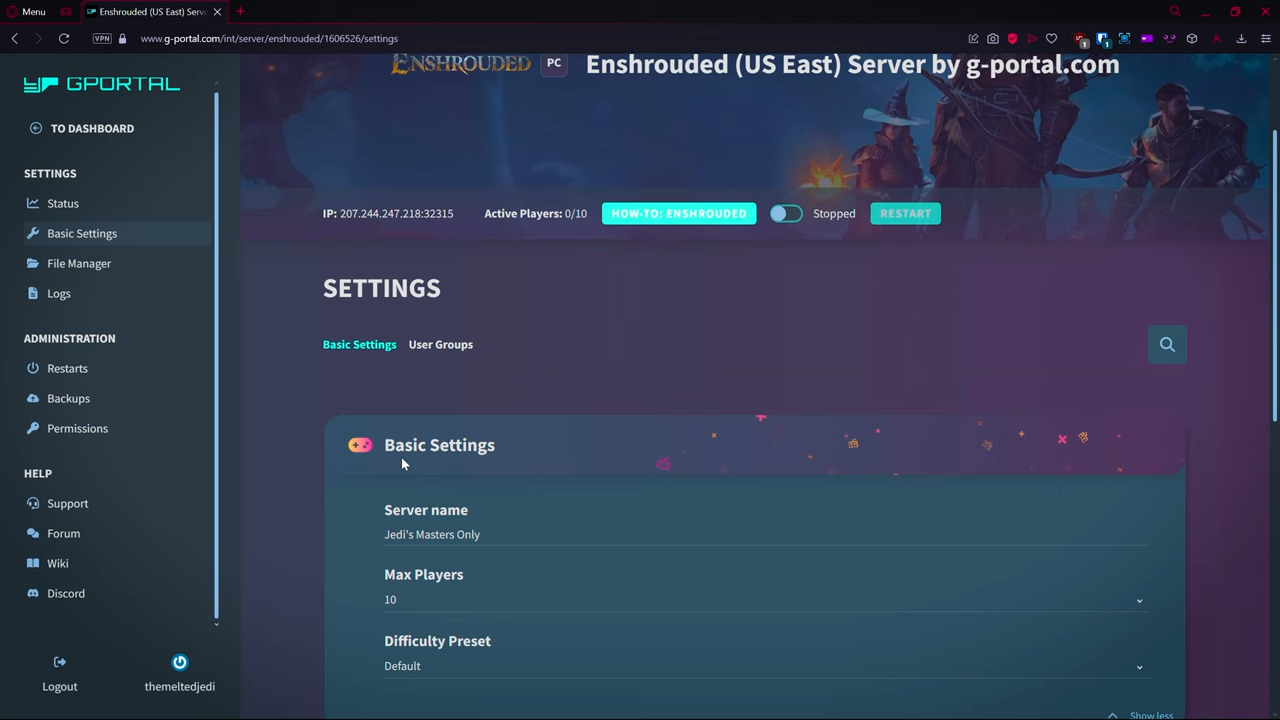 Menu
Enshrouded (US East) Serve
VPN
www.g-portal.com/int/server/enshrouded/1606526/settings
1
1
GPORTAL
TO DASHBOARD
SETTINGS
Status
Basic Settings
File Manager
Logs
ADMINISTRATION
Restarts
Backups
Permissions
HELP
Support
Forum
Wiki
Discord
Logout
themeltedjedi
ENSHROUDED
PC
Enshrouded (US East) Server by g-portal.com
IP: 207.244.247.218:32315
Active Players: 0/10
HOW-TO: ENSHROUDED
Stopped
RESTART
SETTINGS
Basic Settings
User Groups
Basic Settings
Server name
Jedi's Masters Only
Max Players
10
Difficulty Preset
Default
Show less